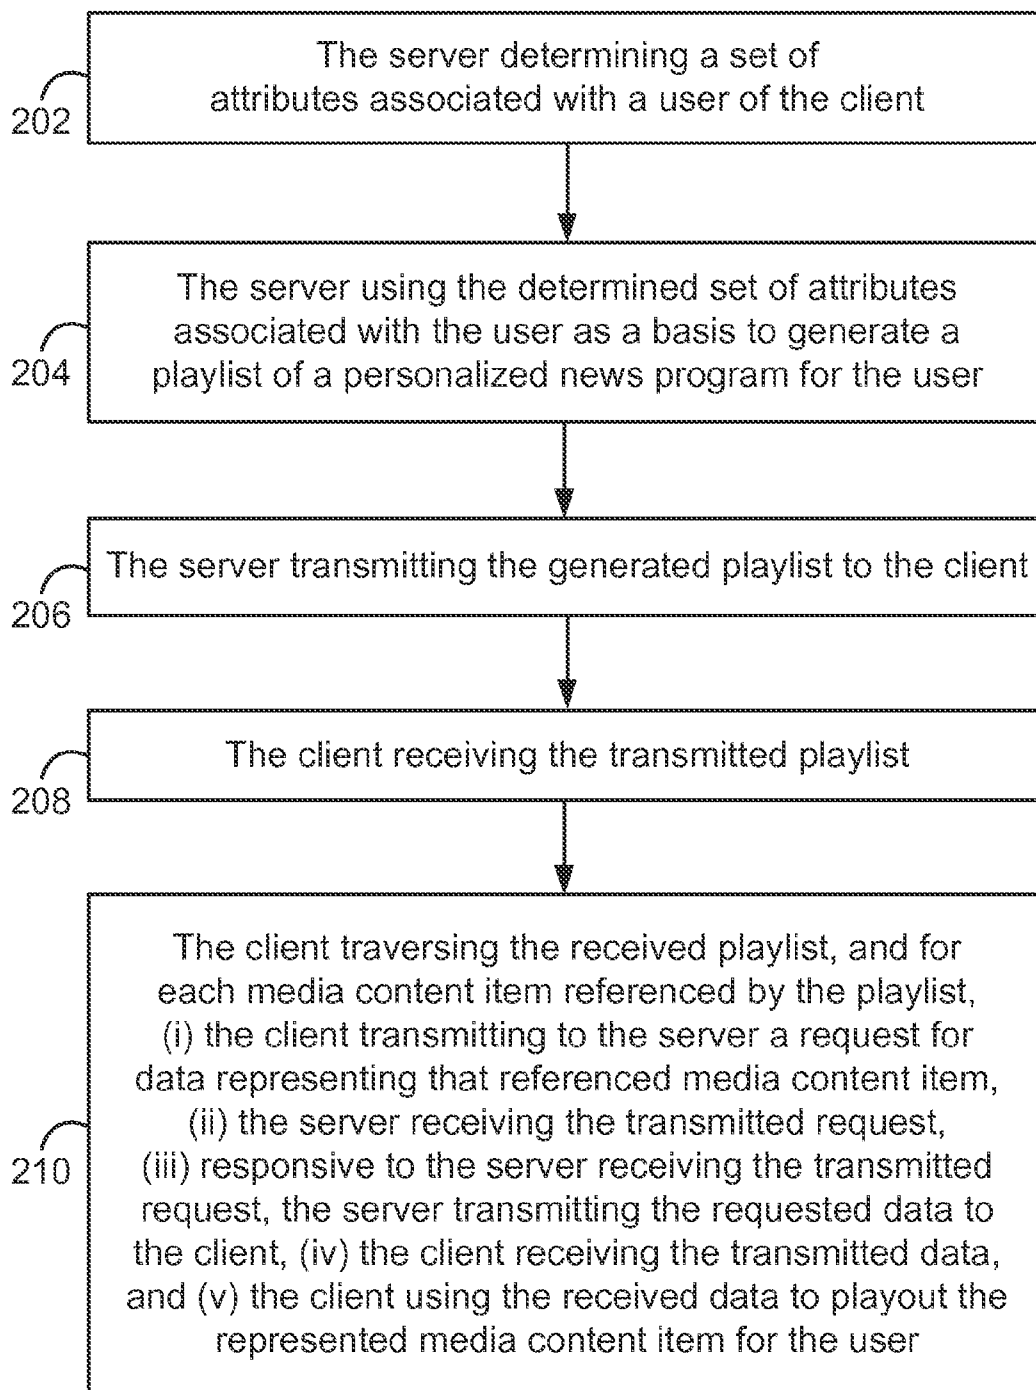 The server determining a set of
attributes associated with a user of the client
202
The server using the determined set of attributes
associated with the user as a basis to generate a
playlist of a personalized news program for the user
204
The server transmitting the generated playlist to the client
206
The client receiving the transmitted playlist
208
The client traversing the received playlist, and for
each media content item referenced by the playlist,
(i) the client transmitting to the server a request for
data representing that referenced media content item,
(ii) the server receiving the transmitted request,
(iii) responsive to the server receiving the transmitted
request, the server transmitting the requested data to
the client, (iv) the client receiving the transmitted data,
and (v) the client using the received data to playout the
represented media content item for the user
210